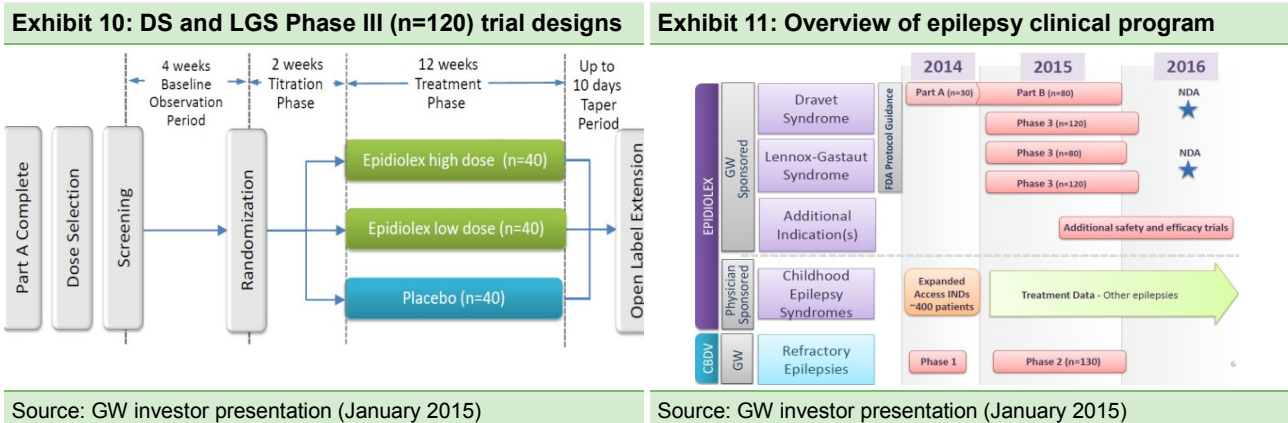 Exhibit 10: DS and LGS Phase III (n=120) trial designs
4 weeks
Baseline
Observation
Period
2 weeks
Titration
Phase
12 weeks
Treatment
Phase
Up to
10 days
Taper
Period
Part A Complete
Dose Selection
Screening
Randomization
Epidiolex high dose (n=40)
Epidiolex low dose (n=40)
Placebo (n=40)
Open Label Extension
Source: GW investor presentation (January 2015)
Exhibit 11: Overview of epilepsy clinical program
2014
2015
2016
EPIDIOLEX
GW
Sponsored
Dravet
Syndrome
Lennox-Gastaut
Syndrome
Additional
Indication(s)
FDA Protocol Guidance
Part A (n=30)
Part B (n=80)
NDA
Phase 3 (n=120)
Phase 3 (n=80)
NDA
Phase 3 (n=120)
Additional safety and efficacy trials
Physician
Sponsored
Childhood
Epilepsy
Syndromes
Expanded
Access INDs
~400 patients
Treatment Data - Other epilepsies
CBDV
GW
Refractory
Epilepsies
Phase 1
Phase 2 (n=130)
6
Source: GW investor presentation (January 2015)